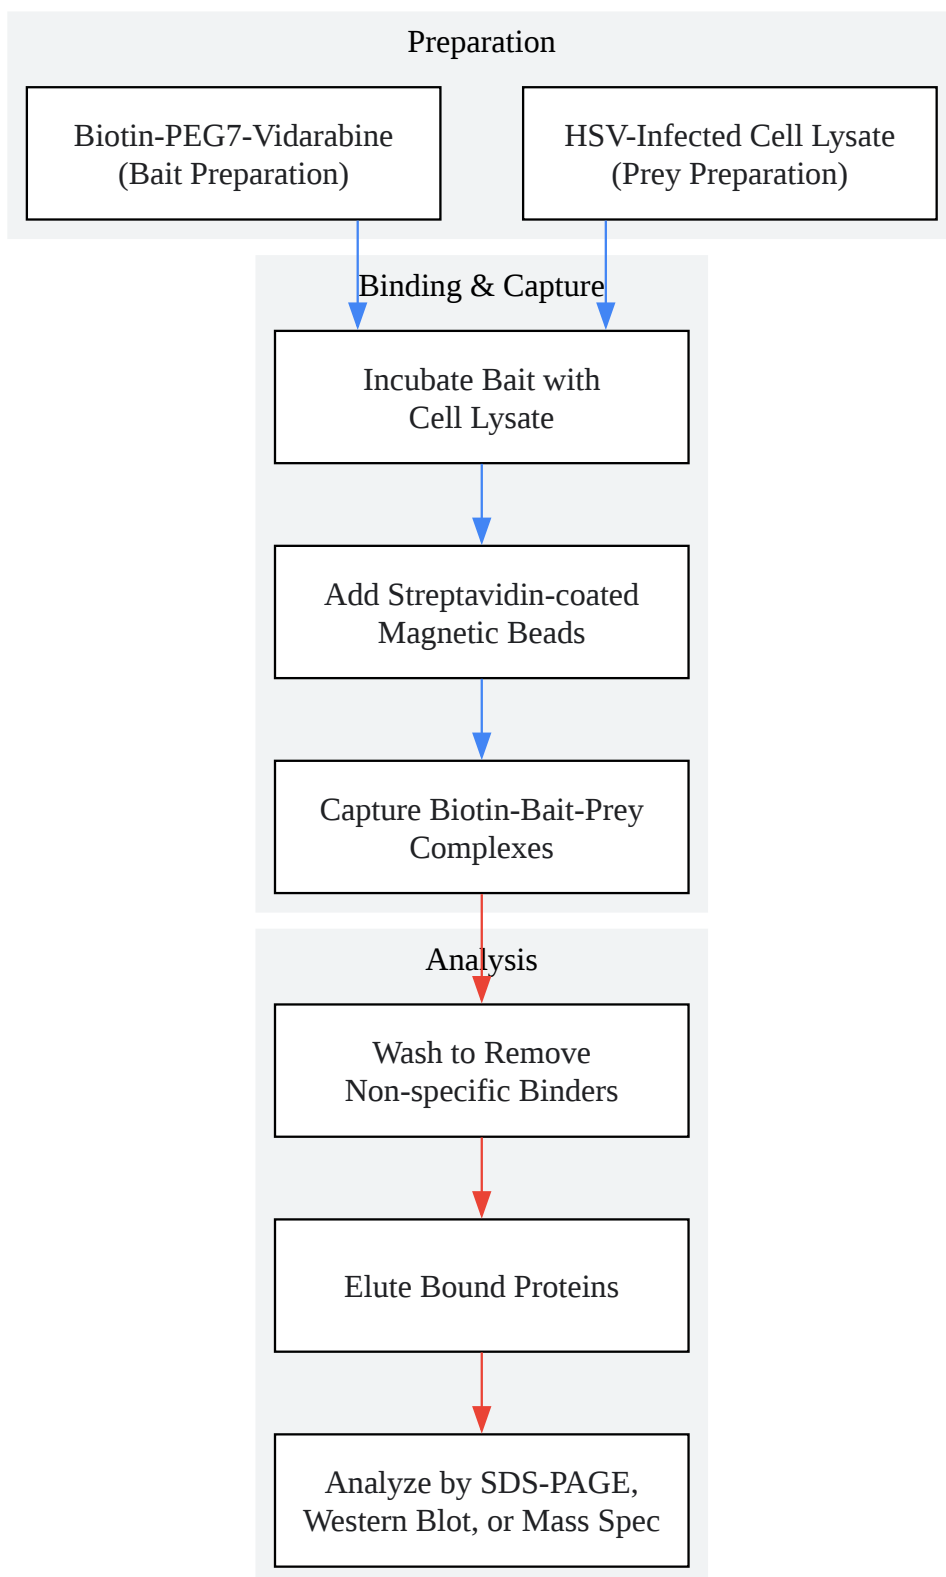 Preparation
Biotin-PEG7-Vidarabine
(Bait Preparation)
HSV-Infected Cell Lysate
(Prey Preparation)
Binding & Capture
Incubate Bait with
Cell Lysate
Add Streptavidin-coated
Magnetic Beads
Capture Biotin-Bait-Prey
Complexes
Analysis
Wash to Remove
Non-specific Binders
Elute Bound Proteins
Analyze by SDS-PAGE,
Western Blot, or Mass Spec